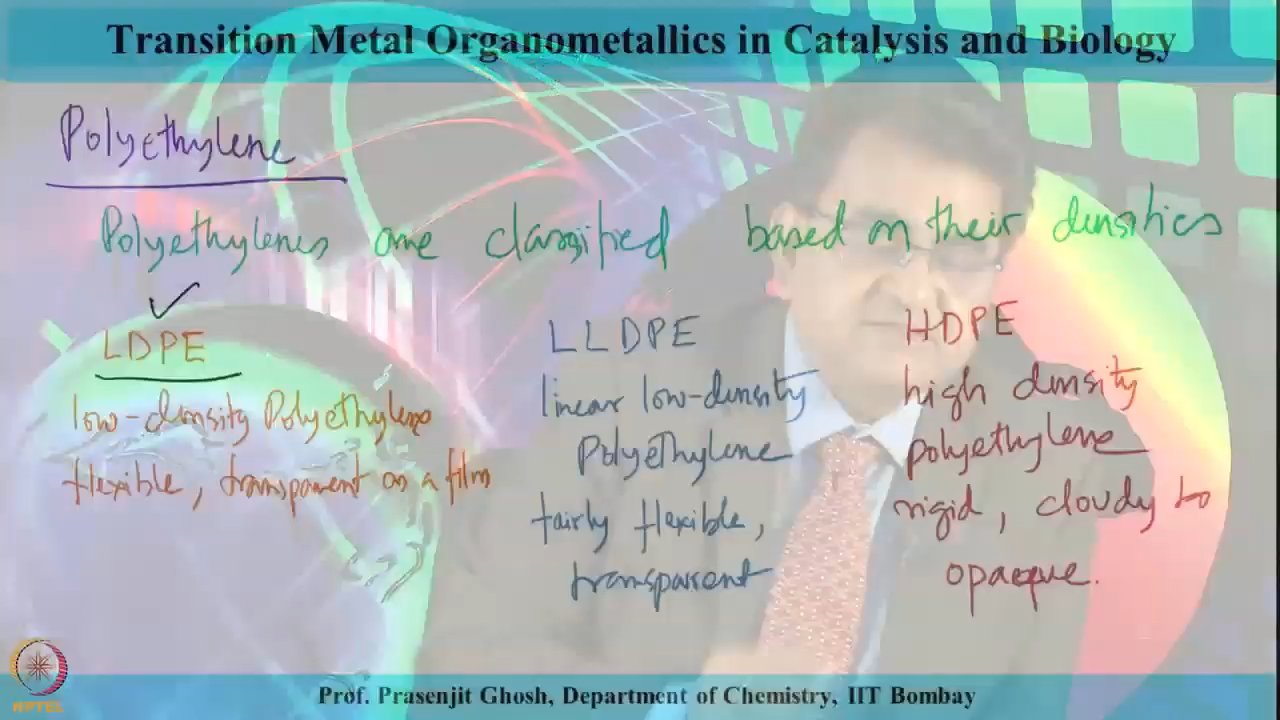 Transition Metal Organometallics in Catalysis and Biology
Polyethylene
Polyethylenes are classified based on their densities
LDPE
low-density Polyethylene
flexible, transparent as a film
LLDPE
linear low-density
Polyethylene
fairly flexible,
transparent
HDPE
high density
polyethylene
rigid, cloudy to
opaque.
NPTEL
Prof. Prasenjit Ghosh, Department of Chemistry, IIT Bombay